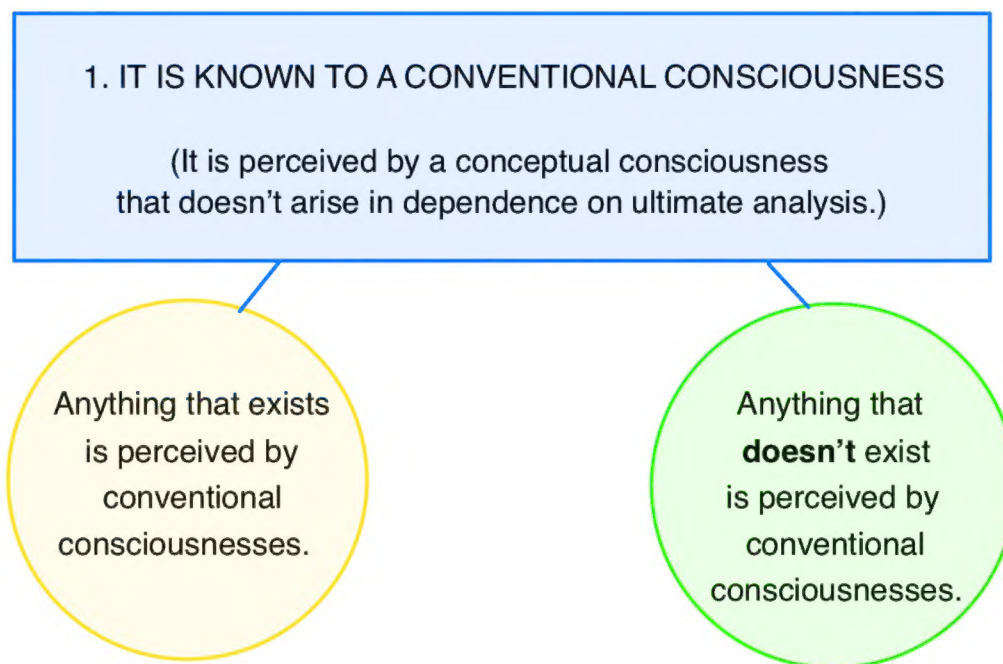 1. IT IS KNOWN TO A CONVENTIONAL CONSCIOUSNESS
(It is perceived by a conceptual consciousness
that doesn’t arise in dependence on ultimate analysis.)
Anything that exists
is perceived by
conventional
consciousnesses.
Anything that
doesn’t exist
is perceived by
conventional
consciousnesses.